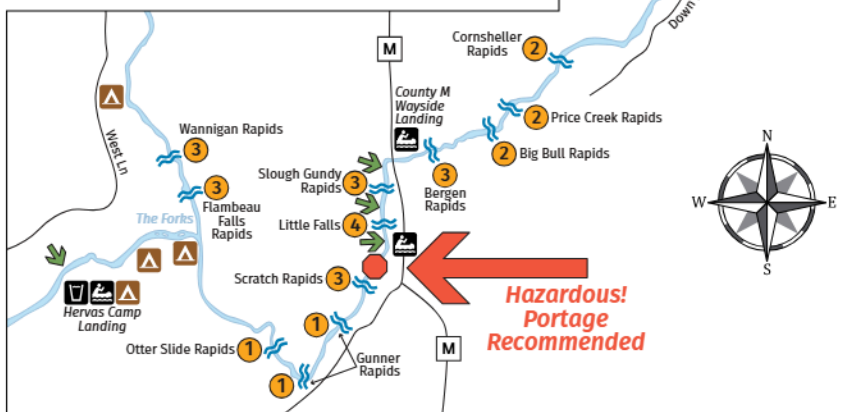 Down
M
Cornsheller
Rapids
2
County M
Wayside
Landing
2
Price Creek Rapids
2
Big Bull Rapids
Wannigan Rapids
3
West Ln
3
Bergen
Rapids
Slough Gundy
Rapids
3
3
Flambeau
Falls
Rapids
The Forks
Little Falls
4
N
W
E
S
Scratch Rapids
3
Hazardous!
Portage
Recommended
Hervas Camp
Landing
1
Otter Slide Rapids
1
Gunner
Rapids
1
M